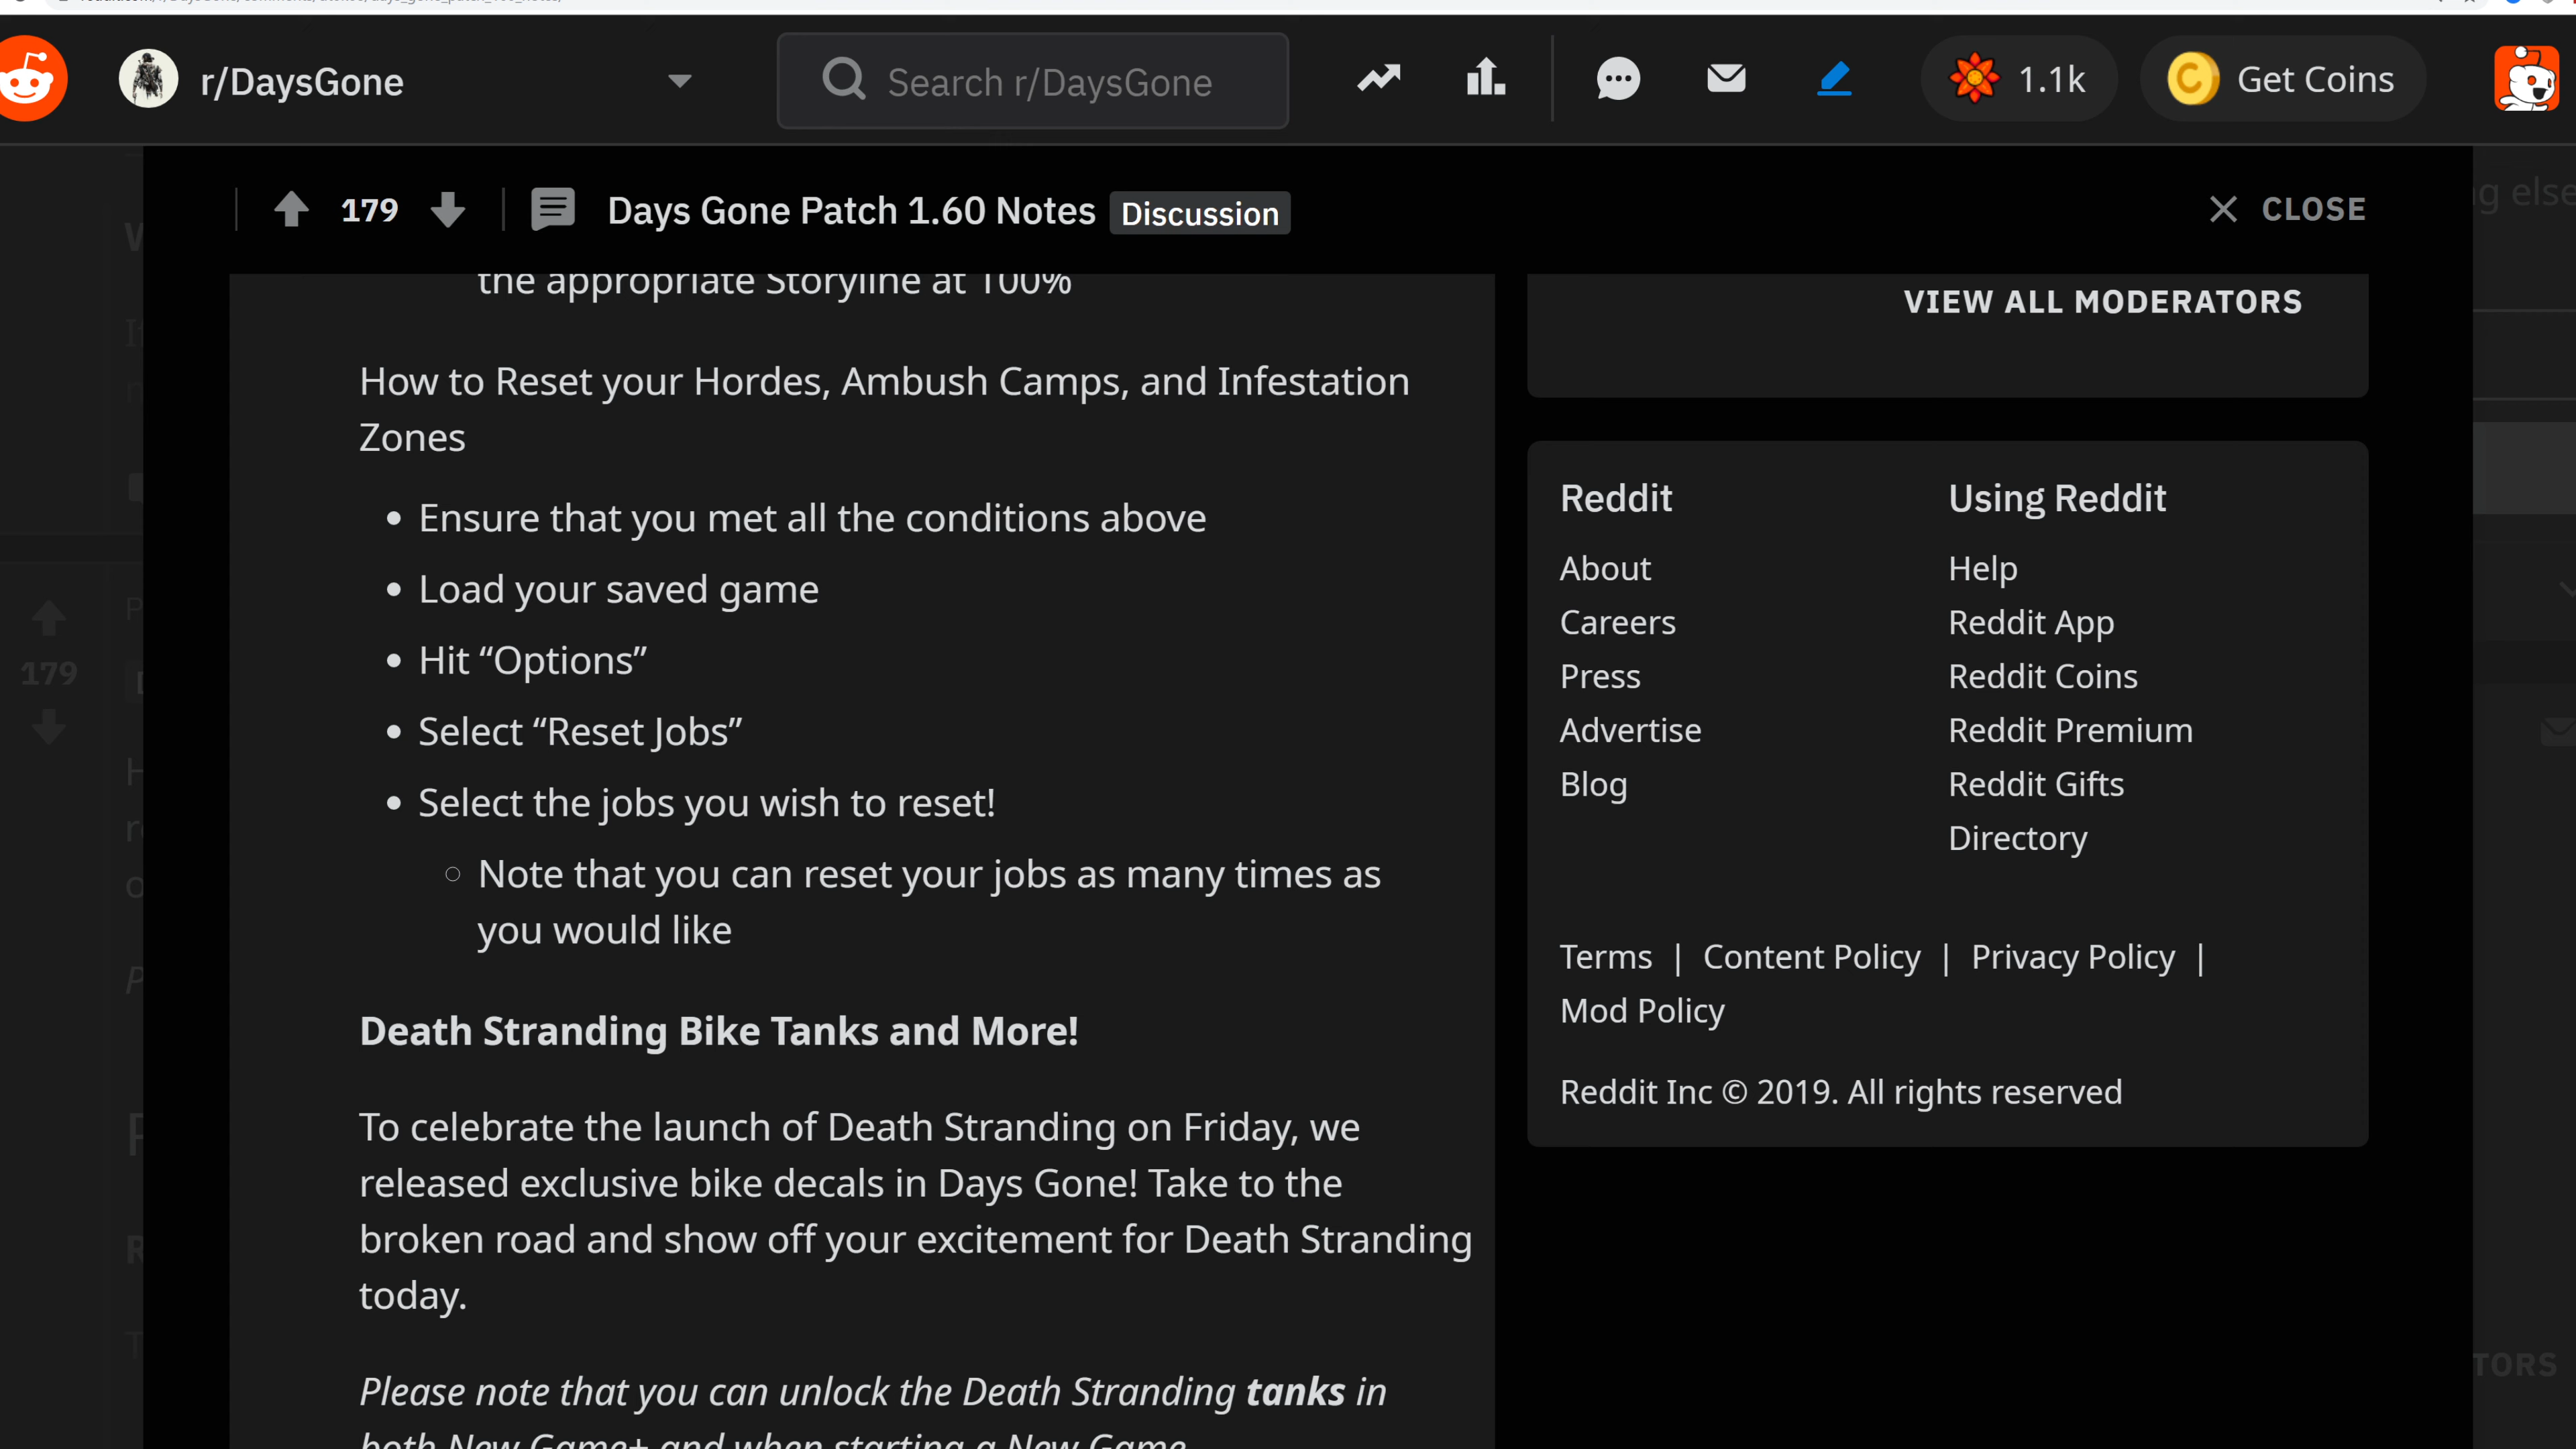 r/DaysGone
Search r/DaysGone
1.1k
Get Coins
179
Days Gone Patch 1.60 Notes
Discussion
CLOSE
the appropriate Storyline at 100%
How to Reset your Hordes, Ambush Camps, and Infestation
Zones
• Ensure that you met all the conditions above
• Load your saved game
• Hit “Options”
• Select “Reset Jobs”
• Select the jobs you wish to reset!
○ Note that you can reset your jobs as many times as
you would like
Death Stranding Bike Tanks and More!
To celebrate the launch of Death Stranding on Friday, we
released exclusive bike decals in Days Gone! Take to the
broken road and show off your excitement for Death Stranding
today.
Please note that you can unlock the Death Stranding tanks in
both New Game+ and when starting a New Game
VIEW ALL MODERATORS
Reddit
About
Careers
Press
Advertise
Blog
Using Reddit
Help
Reddit App
Reddit Coins
Reddit Premium
Reddit Gifts
Directory
Terms | Content Policy | Privacy Policy |
Mod Policy
Reddit Inc © 2019. All rights reserved
179